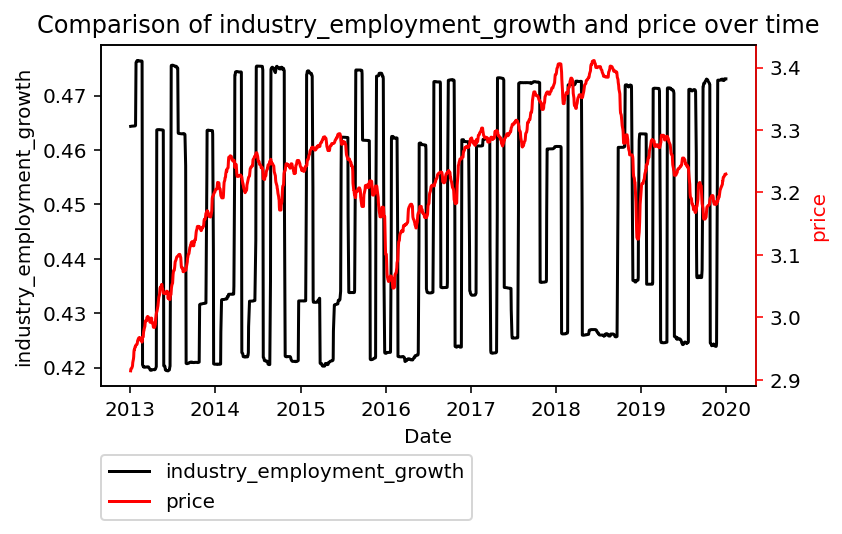 Comparison of industry_employment_growth and price over time
industry_employment_growth
0.47
0.46
0.45
0.44
0.43
0.42
3.4
3.3
3.2
3.1
3.0
2.9
price
2013 2014 2015 2016 2017 2018 2019 2020
Date
industry_employment_growth
price